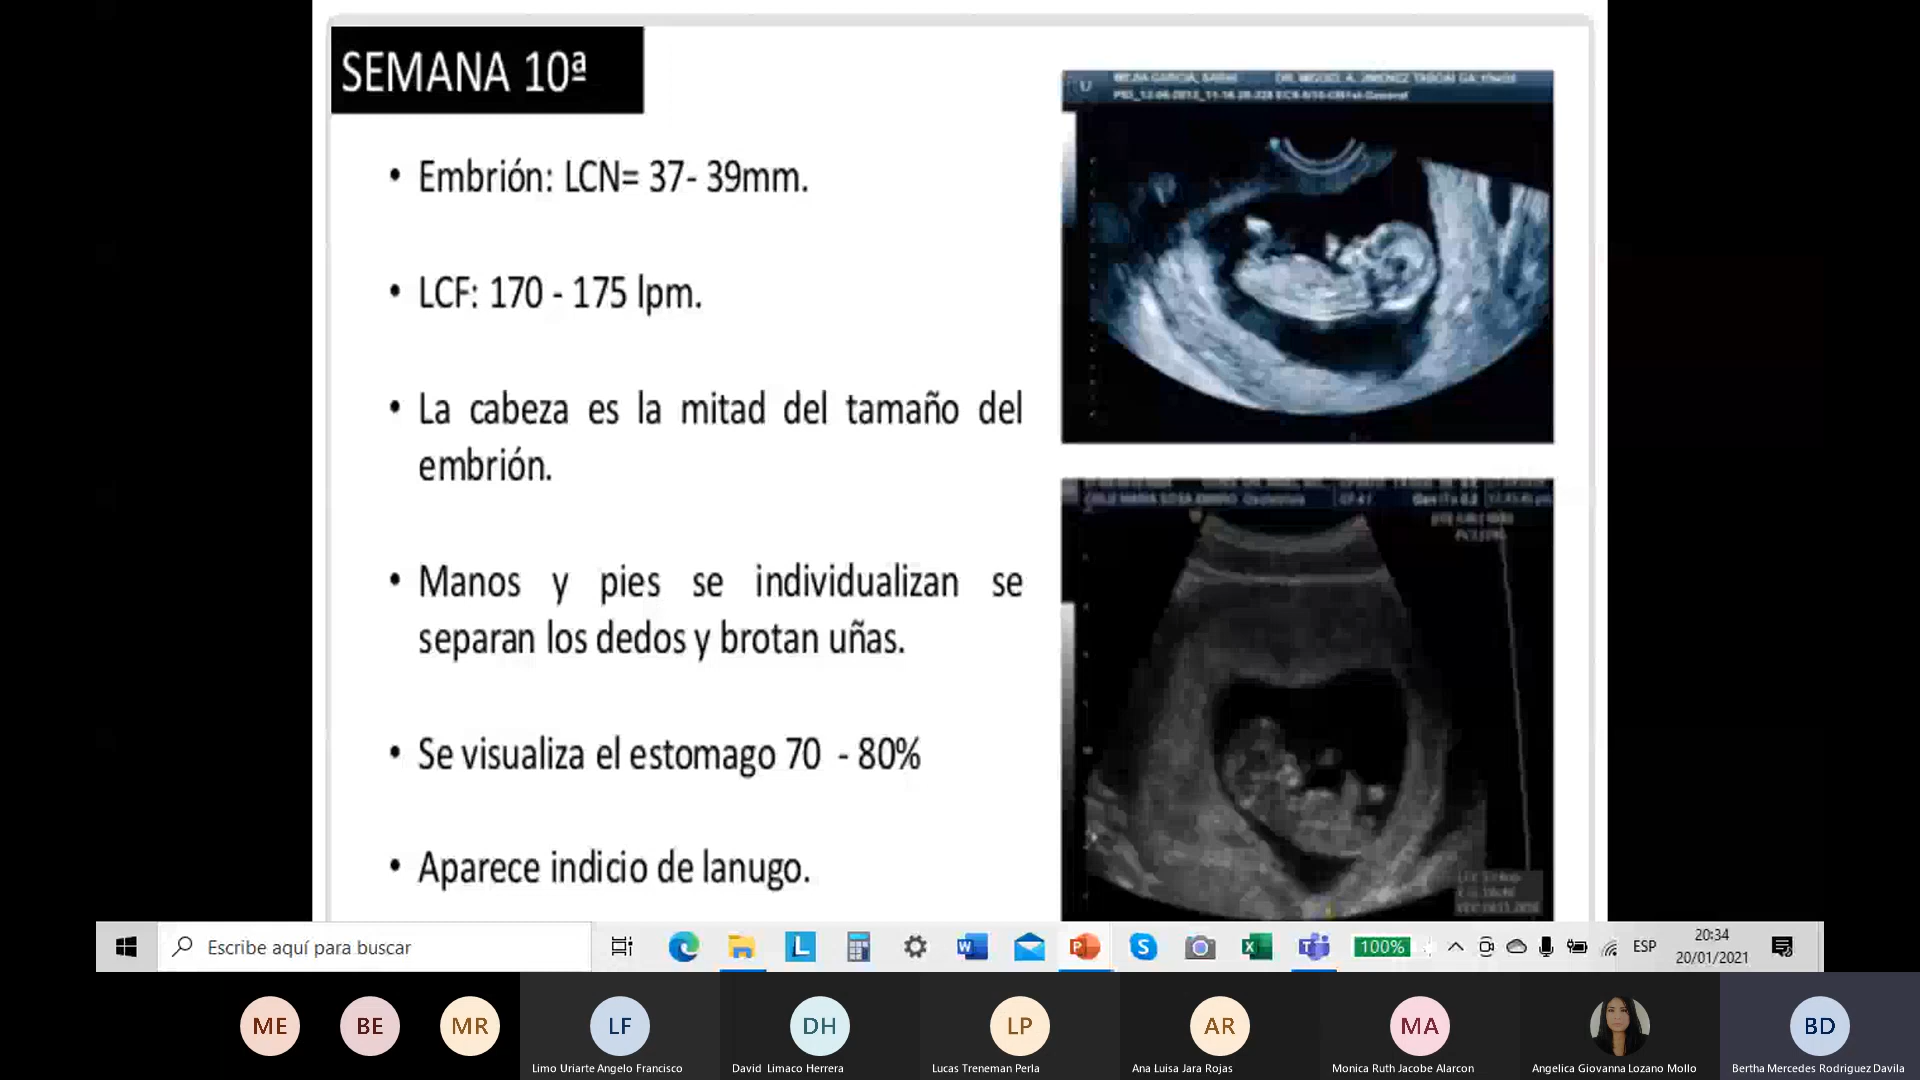 SEMANA 10ª
• Embrión: LCN= 37- 39mm.
• LCF: 170 - 175 lpm.
• La cabeza es la mitad del tamaño del
embrión.
• Manos y pies se individualizan se
separan los dedos y brotan uñas.
• Se visualiza el estomago 70 - 80%
• Aparece indicio de lanugo.
Escribe aquí para buscar
100%
ESP
20:34
20/01/2021
ME
BE
MR
LF
DH
LP
AR
MA
BD
Limo Uriarte Angelo Francisco
David Limaco Herrera
Lucas Treneman Perla
Ana Luisa Jara Rojas
Monica Ruth Jacobe Alarcon
Angelica Giovanna Lozano Mollo
Bertha Mercedes Rodriguez Davila